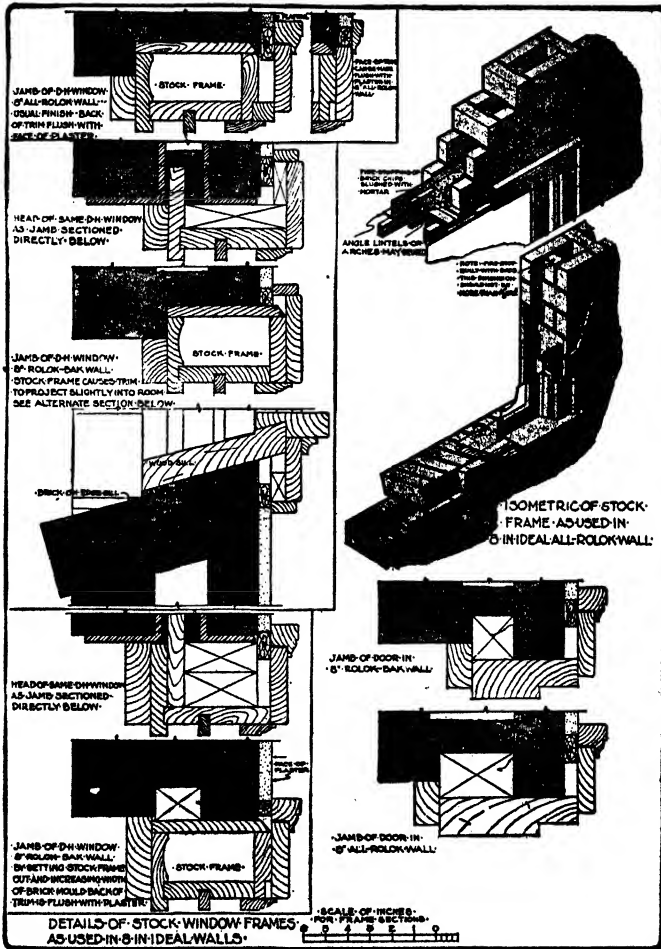 JAMB·OF·D·H·WINDOW
8"ALL·ROLOK·WALL·
USUAL·FINISH·BACK
OF·TRIM·FLUSH·WITH
FACE·OF·PLASTER
·STOCK·FRAME·
FLUSH WITH
PLASTER IN
8" ALL·ROLOK
WALL
HEAD·OF·SAME·D·H·WINDOW
AS·JAMB·SECTIONED·
DIRECTLY·BELOW·
JAMB·OF·D·H·WINDOW·
8"·ROLOK·BAK·WALL·
STOCK·FRAME·CAUSES·TRIM
TO·PROJECT·SLIGHTLY·INTO·ROOM
SEE·ALTERNATE·SECTION·BELOW·
STOCK·FRAME·
WOOD·SILL·
·BRICK·ON·EDGE·SILL·
HEAD·OF·SAME·D·H·WINDOW
AS·JAMB·SECTIONED·
DIRECTLY·BELOW·
·JAMB·OF·D·H·WINDOW·
8"·ROLOK·BAK·WALL·
BY·SETTING·STOCK·FRAME
OUT·AND·INCREASING·WIDTH
OF·BRICK·MOULD·BACK·OF
TRIM·IS·FLUSH·WITH·PLASTER·
·STOCK·FRAME·
FACE·OF·
PLASTER
BRICK CHIPS
SLUSHED WITH
MORTAR
ANGLE LINTELS·OR
ARCHES·MAY·BE·USED
·ISOMETRIC·OF·STOCK·
FRAME·AS·USED·IN·
8·IN·IDEAL·ALL·ROLOK·WALL·
JAMB·OF·DOOR·IN·
·8"·ROLOK·BAK·WALL·
·JAMB·OF·DOOR·IN·
·8"·ALL·ROLOK·WALL·
DETAILS·OF·STOCK·WINDOW·FRAMES·
AS·USED·IN·8·IN·IDEAL·WALLS·
·SCALE·OF·INCHES·
·FOR·FRAME·SECTIONS·